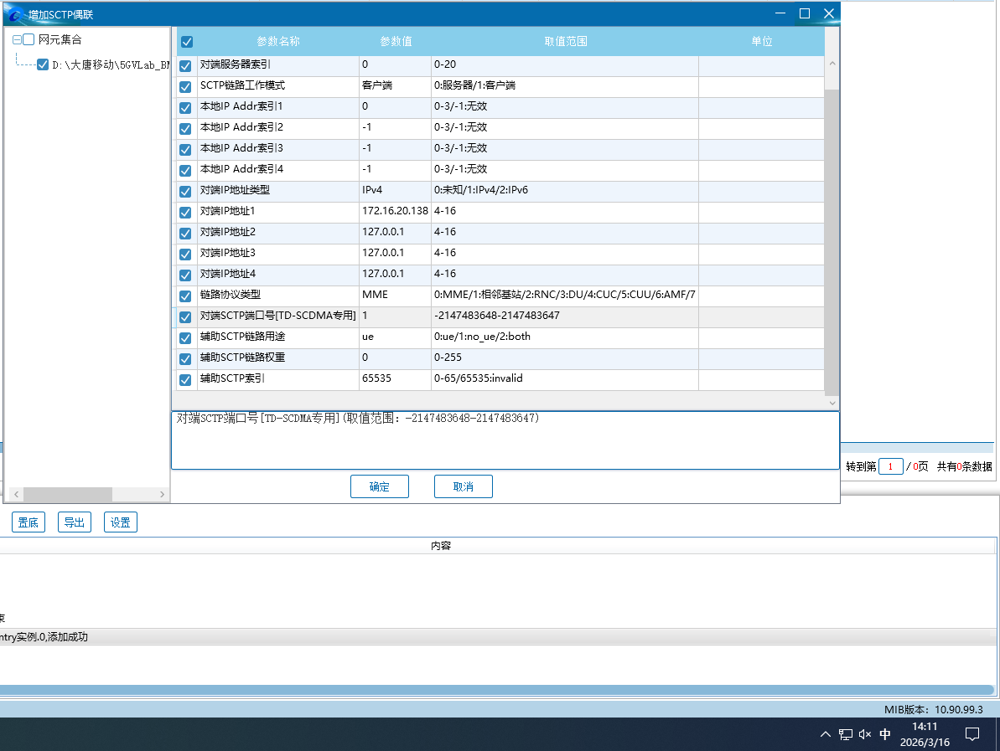 增加SCTP偶联
网元集合
D:\大唐移动\5GVLab_B
参数名称 参数值 取值范围 单位
对端服务器索引 0 0-20
SCTP链路工作模式 客户端 0:服务器/1:客户端
本地IP Addr索引1 0 0-3/-1:无效
本地IP Addr索引2 -1 0-3/-1:无效
本地IP Addr索引3 -1 0-3/-1:无效
本地IP Addr索引4 -1 0-3/-1:无效
对端IP地址类型 IPv4 0:未知/1:IPv4/2:IPv6
对端IP地址1 172.16.20.138 4-16
对端IP地址2 127.0.0.1 4-16
对端IP地址3 127.0.0.1 4-16
对端IP地址4 127.0.0.1 4-16
链路协议类型 MME 0:MME/1:相邻基站/2:RNC/3:DU/4:CUC/5:CUU/6:AMF/7
对端SCTP端口号[TD-SCDMA专用] 1 -2147483648-2147483647
辅助SCTP链路用途 ue 0:ue/1:no_ue/2:both
辅助SCTP链路权重 0 0-255
辅助SCTP索引 65535 0-65/65535:invalid
对端SCTP端口号[TD-SCDMA专用](取值范围: -2147483648-2147483647)
转到第 1 / 0页 共有0条数据
确定 取消
置底 导出 设置
内容
束
ntry实例.0,添加成功
MIB版本: 10.90.99.3
中
14:11
2026/3/16